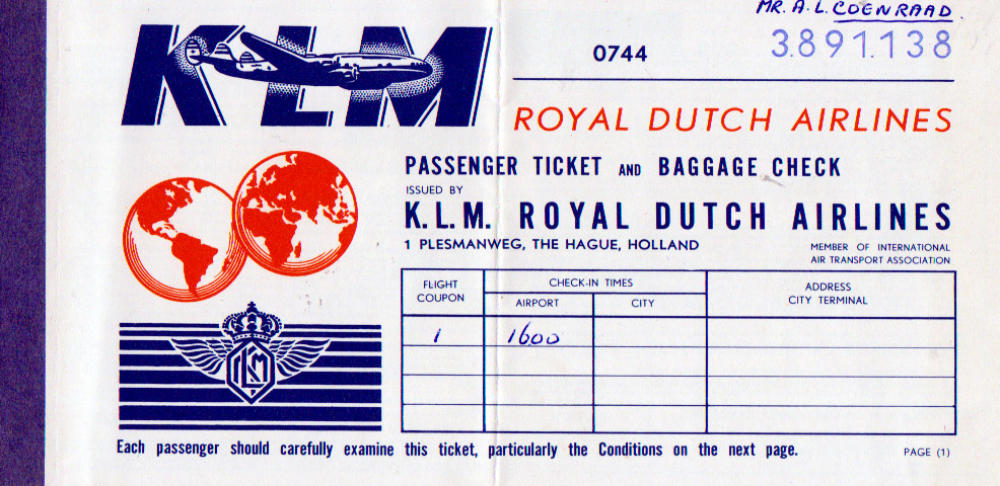 MR. A. L. COENRAAD.
KLM
0744
3.891.138
ROYAL DUTCH AIRLINES
PASSENGER TICKET AND BAGGAGE CHECK
ISSUED BY
K.L.M. ROYAL DUTCH AIRLINES
1 PLESMANWEG, THE HAGUE, HOLLAND
MEMBER OF INTERNATIONAL
AIR TRANSPORT ASSOCIATION
FLIGHT
COUPON
CHECK-IN TIMES
AIRPORT
CITY
ADDRESS
CITY TERMINAL
1
1600
KLM
Each passenger should carefully examine this ticket, particularly the Conditions on the next page.
PAGE (1)